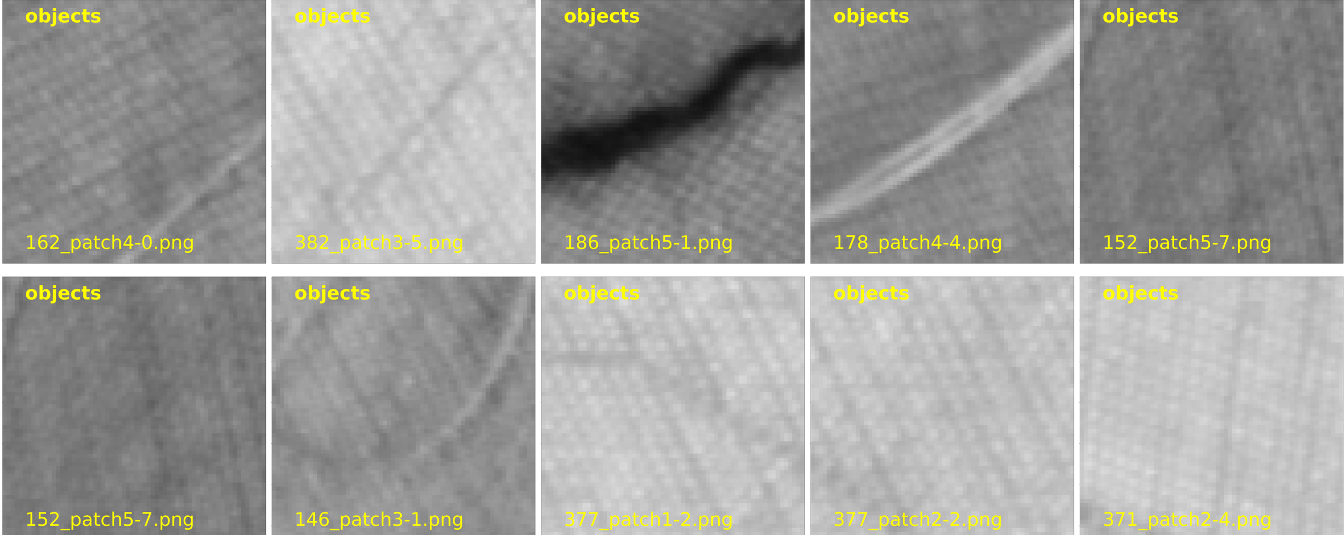 objects
objects
objects
objects
objects
162_patch4-0.png
382_patch3-5.png
186_patch5-1.png
178_patch4-4.png
152_patch5-7.png
objects
objects
objects
objects
objects
152_patch5-7.png
146_patch3-1.png
377_patch1-2.png
377_patch2-2.png
371_patch2-4.png